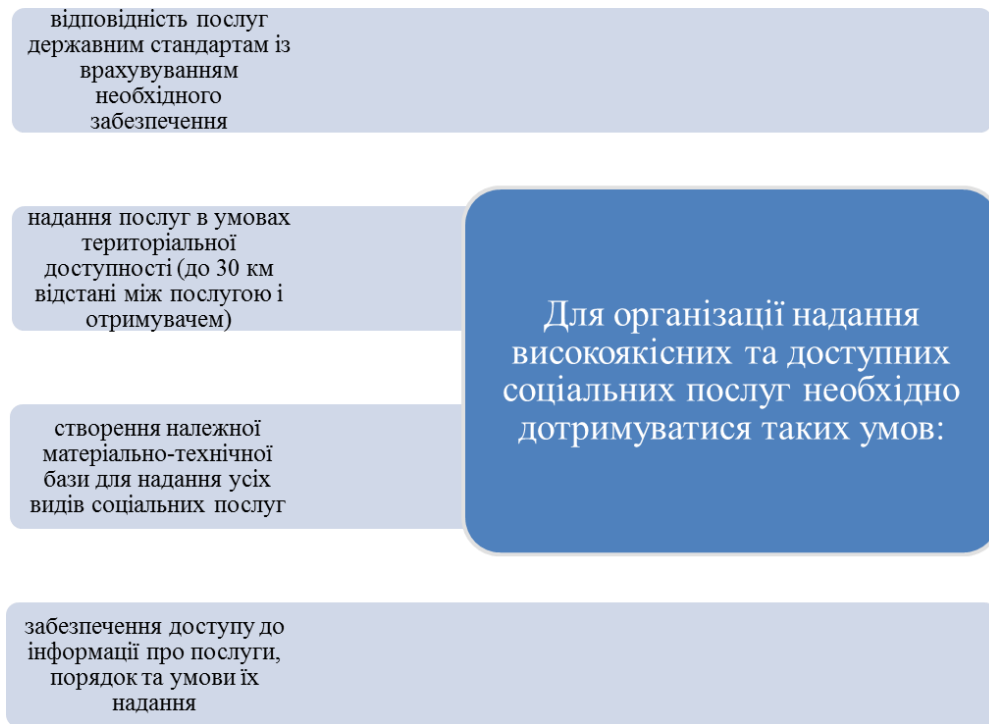 відповідність послуг
державним стандартам із
врахувуванням
необхідного
забезпечення
надання послуг в умовах
територіальної
доступності (до 30 км
відстані між послугою і
отримувачем)
створення належної
матеріально-технічної
бази для надання усіх
видів соціальних послуг
забезпечення доступу до
інформації про послуги,
порядок та умови їх
надання
Для організації надання
високоякісних та доступних
соціальних послуг необхідно
дотримуватися таких умов: